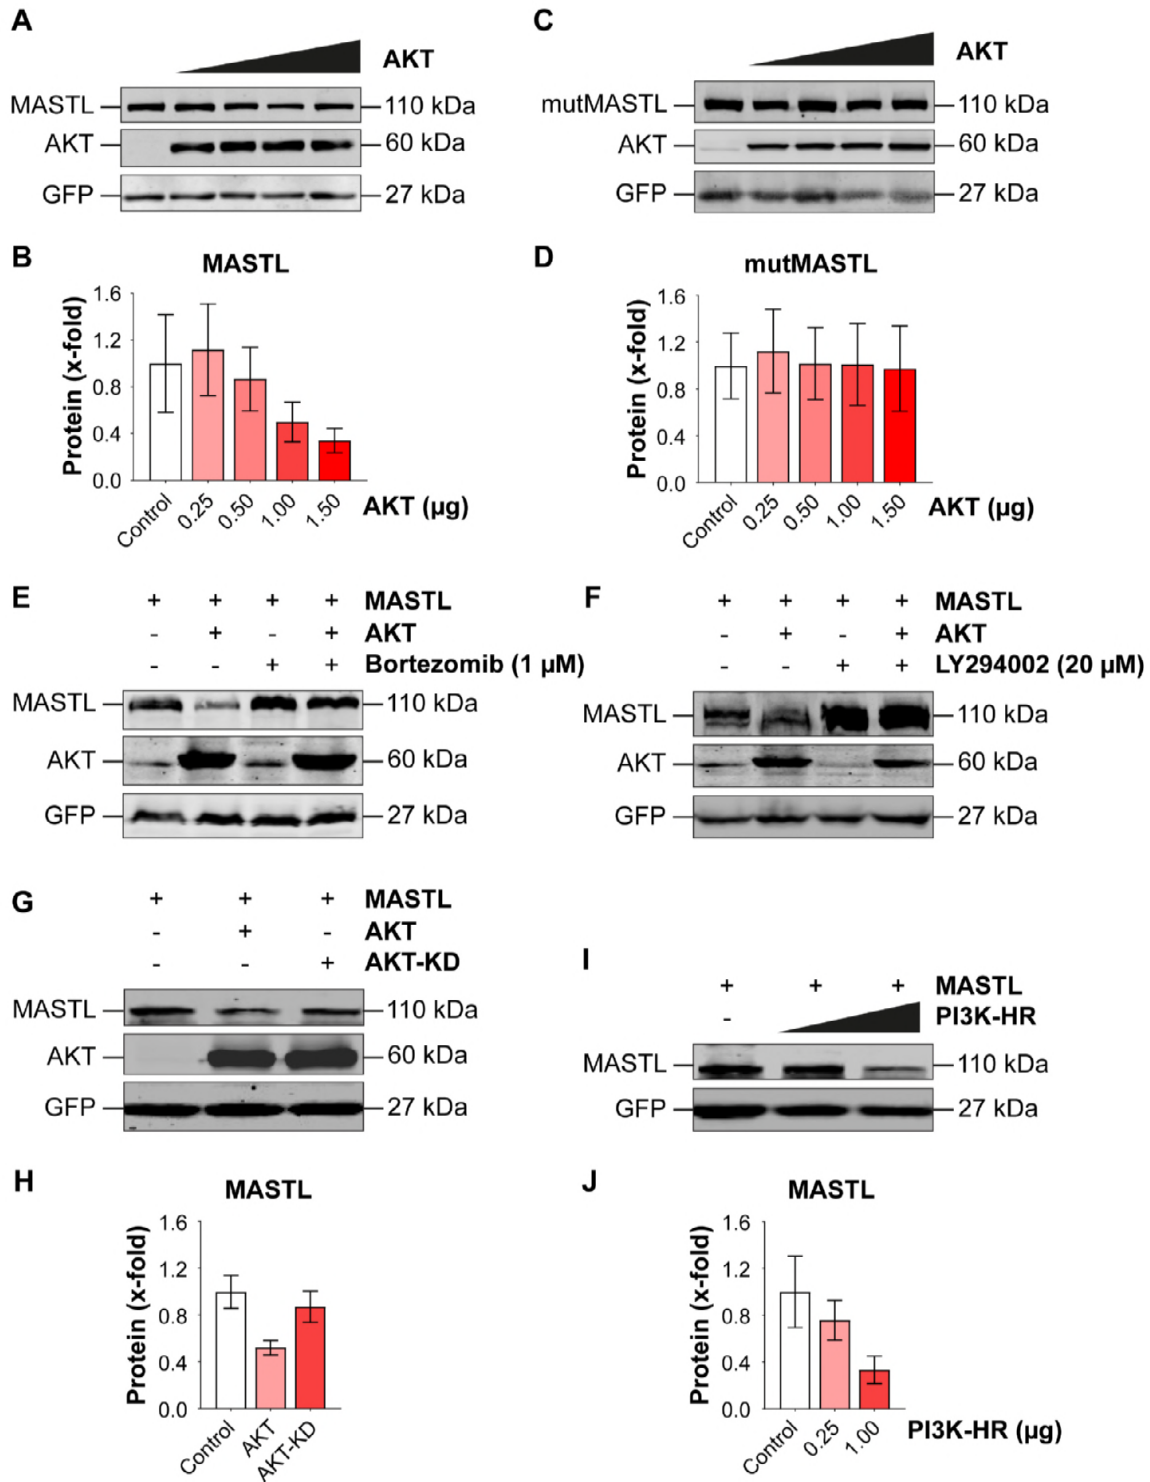 A
AKT
MASTL 110 kDa
AKT 60 kDa
GFP 27 kDa
C
AKT
mutMASTL 110 kDa
AKT 60 kDa
GFP 27 kDa
B
MASTL
Protein (x-fold)
1.6
1.2
0.8
0.4
0.0
Control 0.25 0.50 1.00 1.50 AKT (µg)
D
mutMASTL
Protein (x-fold)
1.6
1.2
0.8
0.4
0.0
Control 0.25 0.50 1.00 1.50 AKT (µg)
E
+ + + + MASTL
- + - + AKT
- - + + Bortezomib (1 µM)
MASTL 110 kDa
AKT 60 kDa
GFP 27 kDa
F
+ + + + MASTL
- + - + AKT
- - + + LY294002 (20 µM)
MASTL 110 kDa
AKT 60 kDa
GFP 27 kDa
G
+ + + MASTL
- + - AKT
- - + AKT-KD
MASTL 110 kDa
AKT 60 kDa
GFP 27 kDa
I
+ + + MASTL
- PI3K-HR
MASTL 110 kDa
GFP 27 kDa
H
MASTL
Protein (x-fold)
1.6
1.2
0.8
0.4
0.0
Control AKT AKT-KD
J
MASTL
Protein (x-fold)
1.6
1.2
0.8
0.4
0.0
Control 0.25 1.00 PI3K-HR (µg)